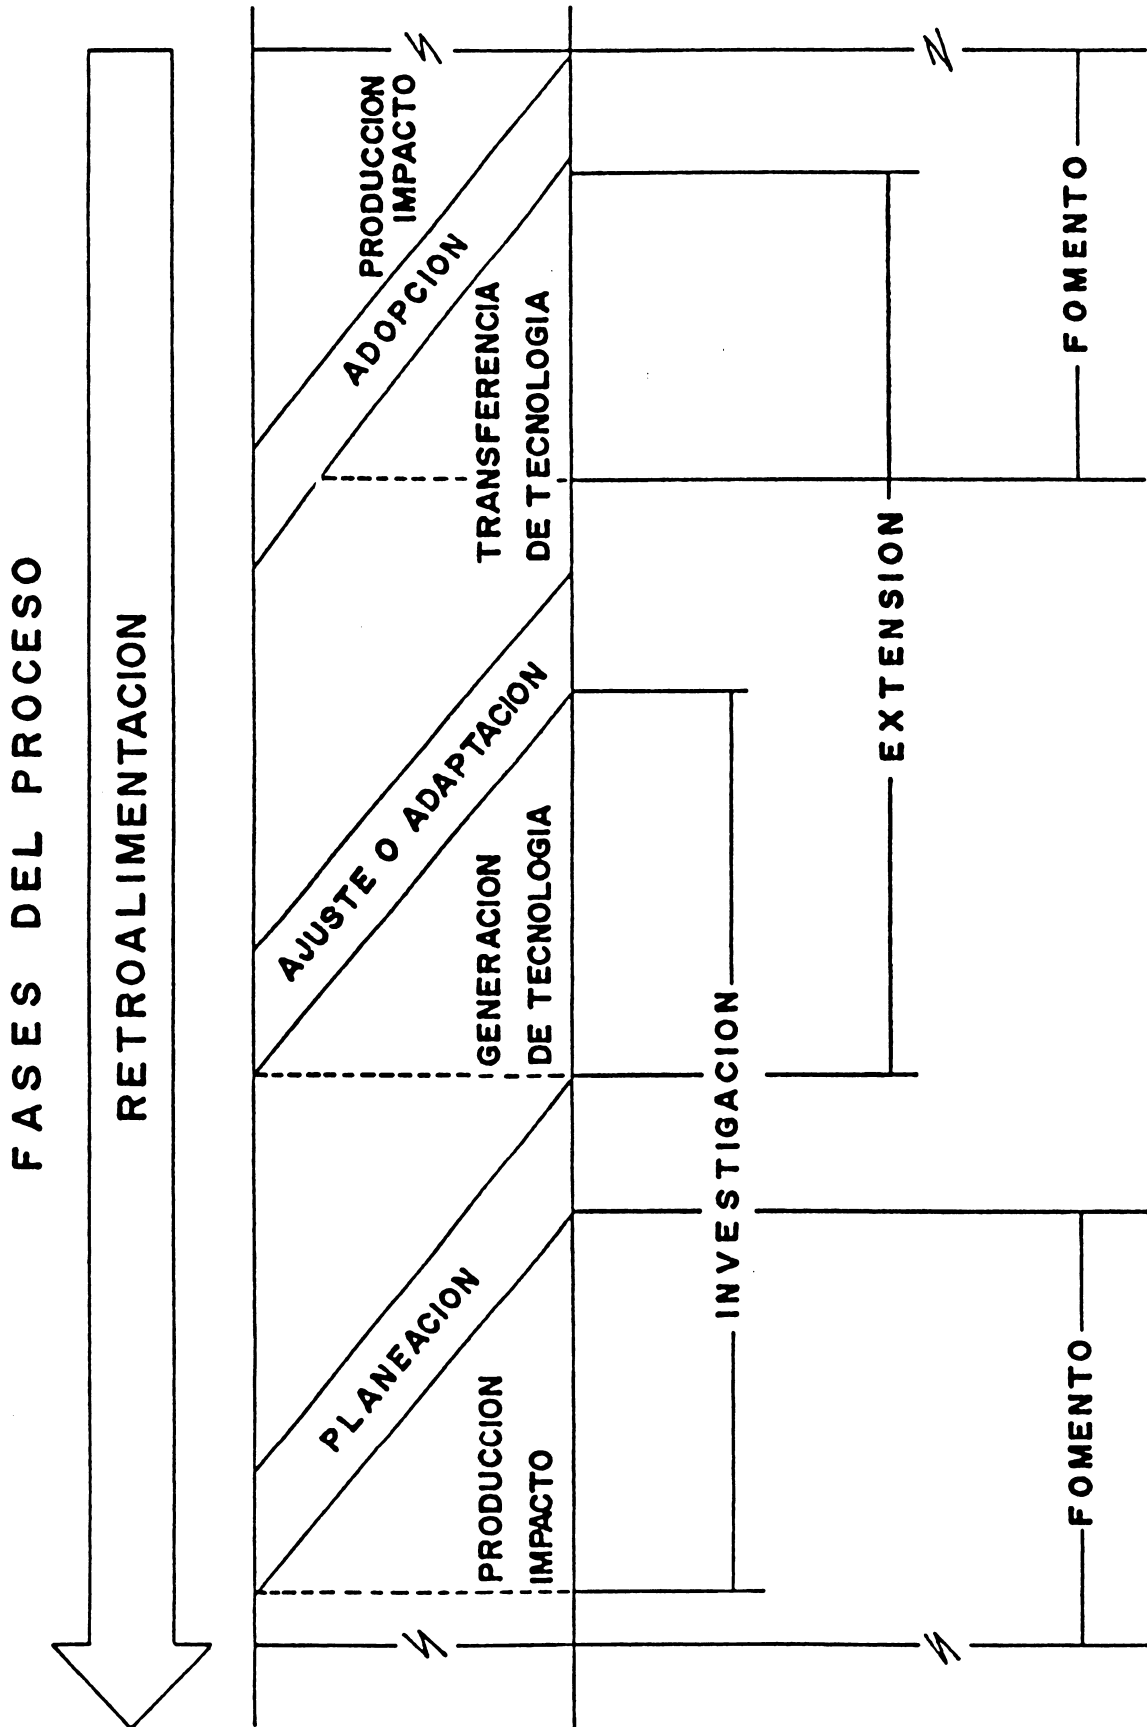 FASES DEL PROCESO
RETROALIMENTACION
PRODUCCION
IMPACTO
PLANEACION
GENERACION
DE TECNOLOGIA
AJUSTE O ADAPTACION
TRANSFERENCIA
DE TECNOLOGIA
ADOPCION
PRODUCCION
IMPACTO
INVESTIGACION
EXTENSION
FOMENTO
FOMENTO